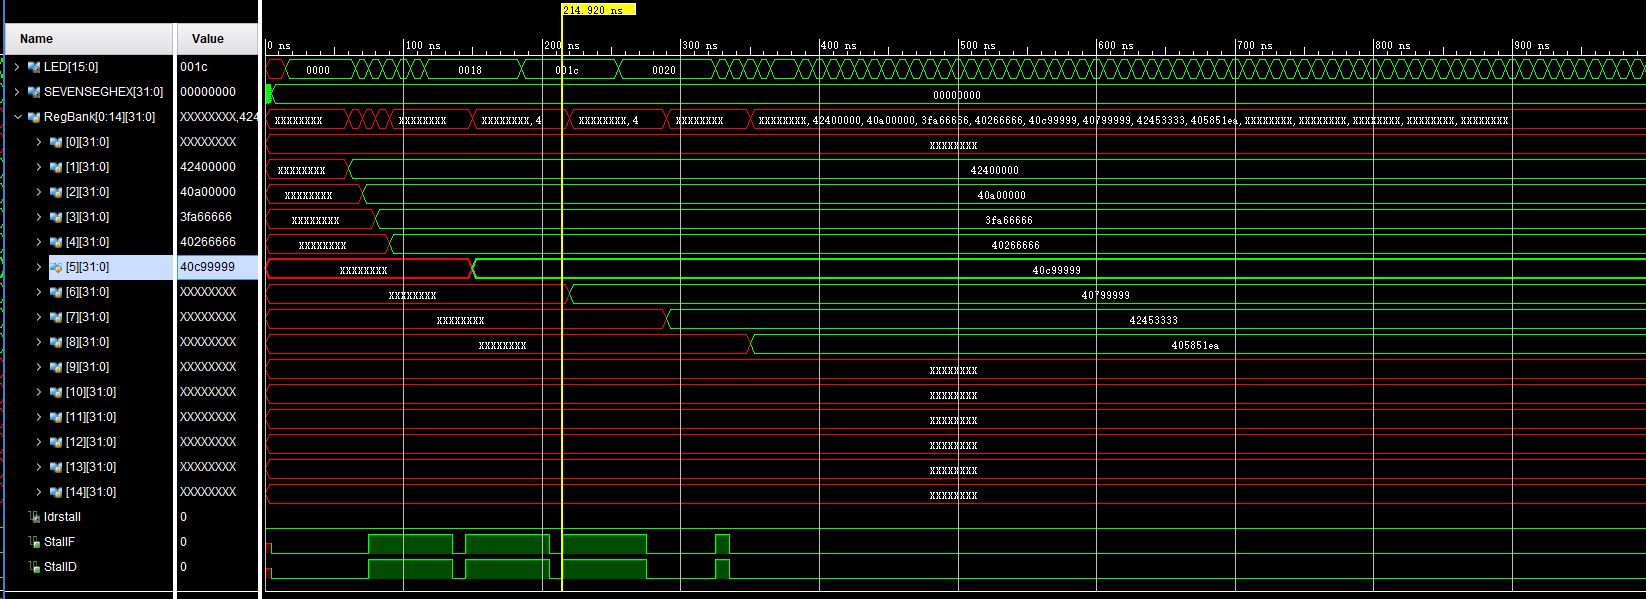 214.920 ns
Name Value 0 ns 100 ns 200 ns 300 ns 400 ns 500 ns 600 ns 700 ns 800 ns 900 ns
LED[15:0] 001c 0000 0018 001c 0020
SEVENSEGHEX[31:0] 00000000 00000000
RegBank[0:14][31:0] XXXXXXXX,424 XXXXXXXX XXXXXXXX XXXXXXXX,4 XXXXXXXX,4 XXXXXXXX XXXXXXXX,42400000,40a00000,3fa66666,40266666,40c99999,40799999,42453333,405851ea,XXXXXXXX,XXXXXXXX,XXXXXXXX,XXXXXXXX,XXXXXXXX
[0][31:0] XXXXXXXX XXXXXXXX
[1][31:0] 42400000 XXXXXXXX 42400000
[2][31:0] 40a00000 XXXXXXXX 40a00000
[3][31:0] 3fa66666 XXXXXXXX 3fa66666
[4][31:0] 40266666 XXXXXXXX 40266666
[5][31:0] 40c99999 XXXXXXXX 40c99999
[6][31:0] XXXXXXXX XXXXXXXX 40799999
[7][31:0] XXXXXXXX XXXXXXXX 42453333
[8][31:0] XXXXXXXX XXXXXXXX 405851ea
[9][31:0] XXXXXXXX XXXXXXXX
[10][31:0] XXXXXXXX XXXXXXXX
[11][31:0] XXXXXXXX XXXXXXXX
[12][31:0] XXXXXXXX XXXXXXXX
[13][31:0] XXXXXXXX XXXXXXXX
[14][31:0] XXXXXXXX XXXXXXXX
ldrstall 0
StallF 0
StallD 0